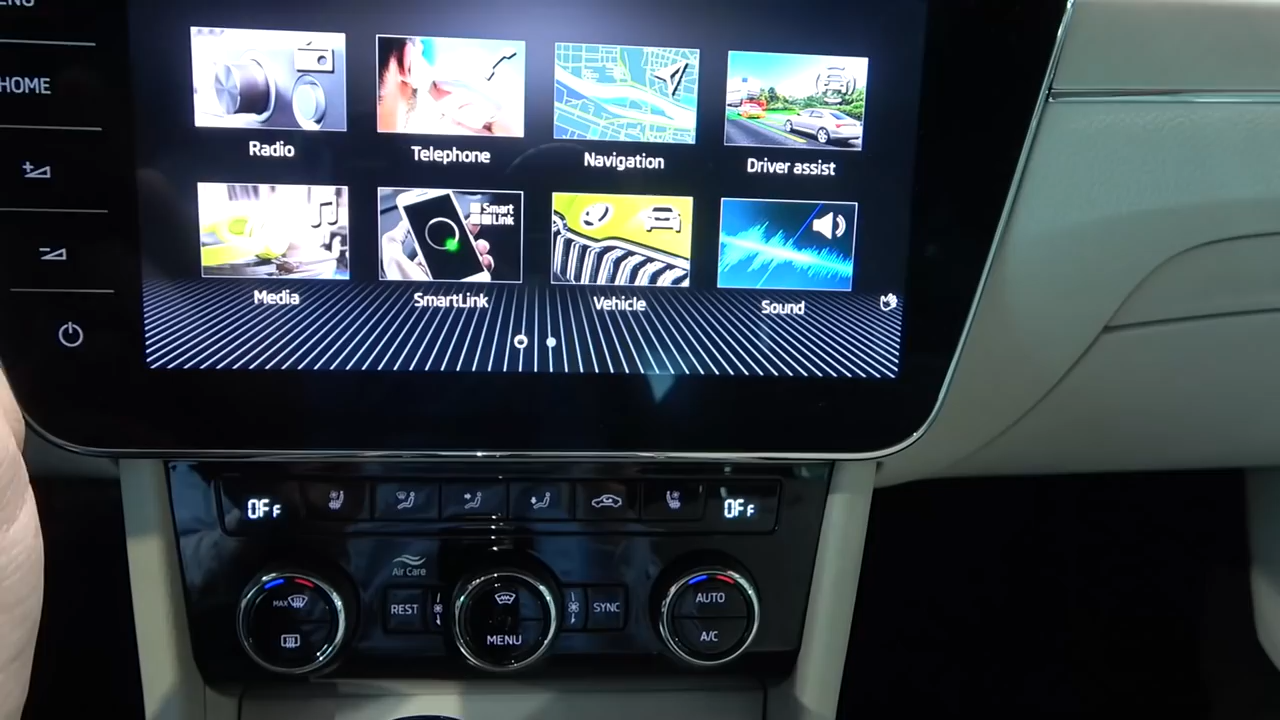 HOME
Radio
Telephone
Navigation
Driver assist
Smart
Link
Media
SmartLink
Vehicle
Sound
OFF
OFF
Air Care
MAX
REST
MENU
SYNC
AUTO
A/C